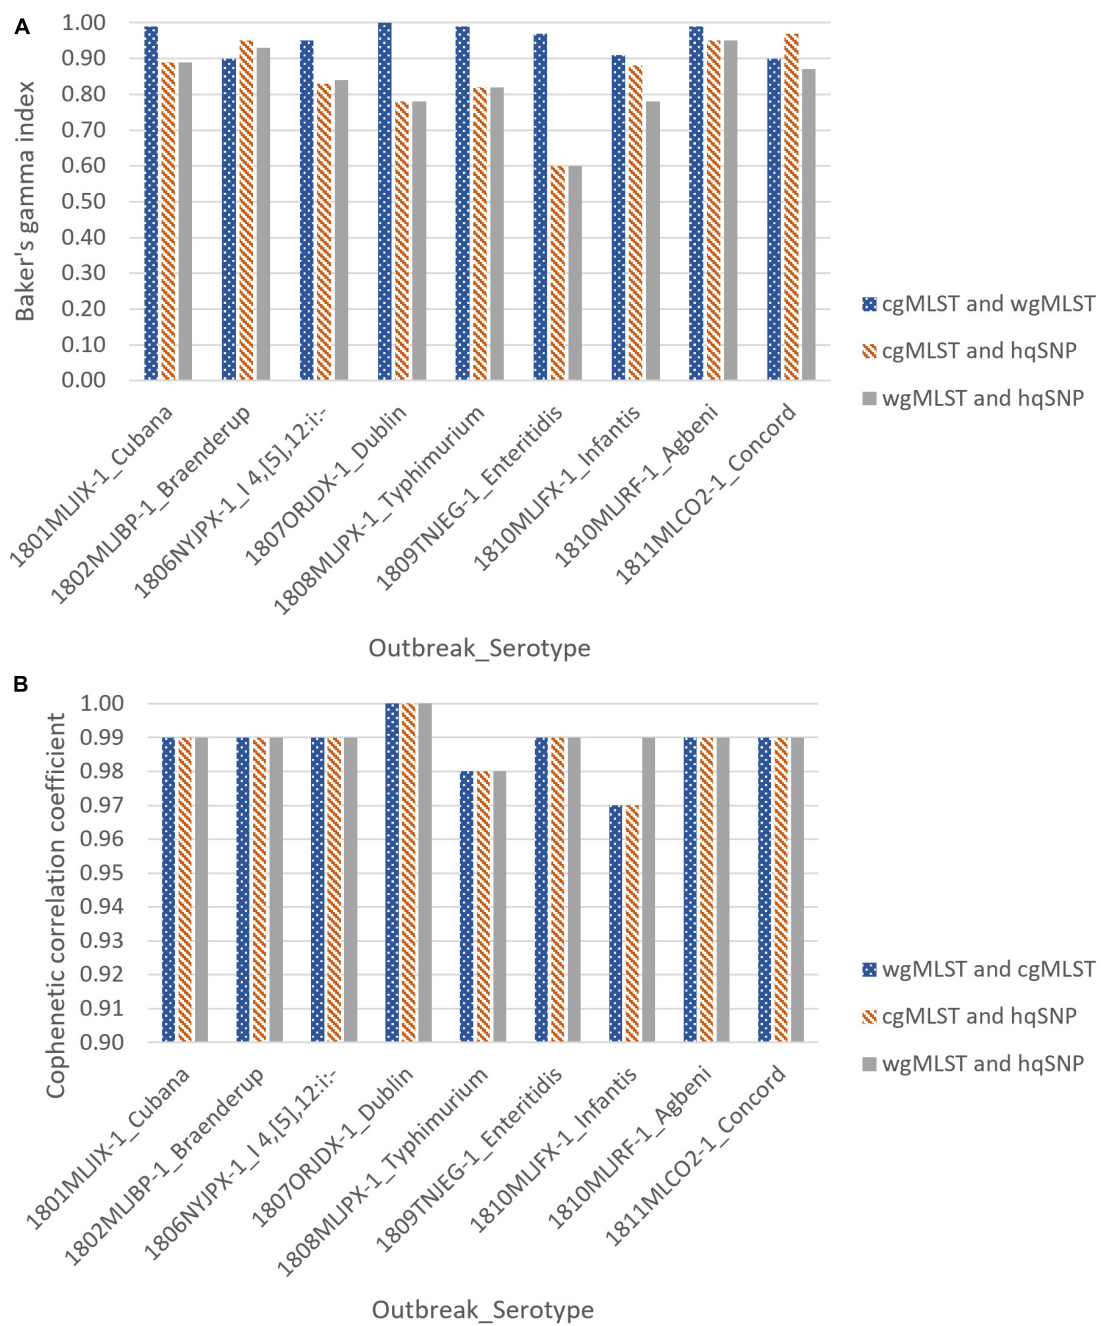 A
1.00
0.90
0.80
0.70
0.60
0.50
0.40
0.30
0.20
0.10
0.00
Baker's gamma index
cgMLST and wgMLST
cgMLST and hqSNP
wgMLST and hqSNP
1801MLJIX-1_Cubana
1802MLJBP-1_Braenderup
1806NYJPX-1_I 4,[5],12:i:-
1807ORJDX-1_Dublin
1808MLJPX-1_Typhimurium
1809TNJEG-1_Enteritidis
1810MLJFX-1_Infantis
1810MLJRF-1_Agbeni
1811MLCO2-1_Concord
Outbreak_Serotype
B
1.00
0.99
0.98
0.97
0.96
0.95
0.94
0.93
0.92
0.91
0.90
Cophenetic correlation coefficient
wgMLST and cgMLST
cgMLST and hqSNP
wgMLST and hqSNP
1801MLJIX-1_Cubana
1802MLJBP-1_Braenderup
1806NYJPX-1_I 4,[5],12:i:-
1807ORJDX-1_Dublin
1808MLJPX-1_Typhimurium
1809TNJEG-1_Enteritidis
1810MLJFX-1_Infantis
1810MLJRF-1_Agbeni
1811MLCO2-1_Concord
Outbreak_Serotype